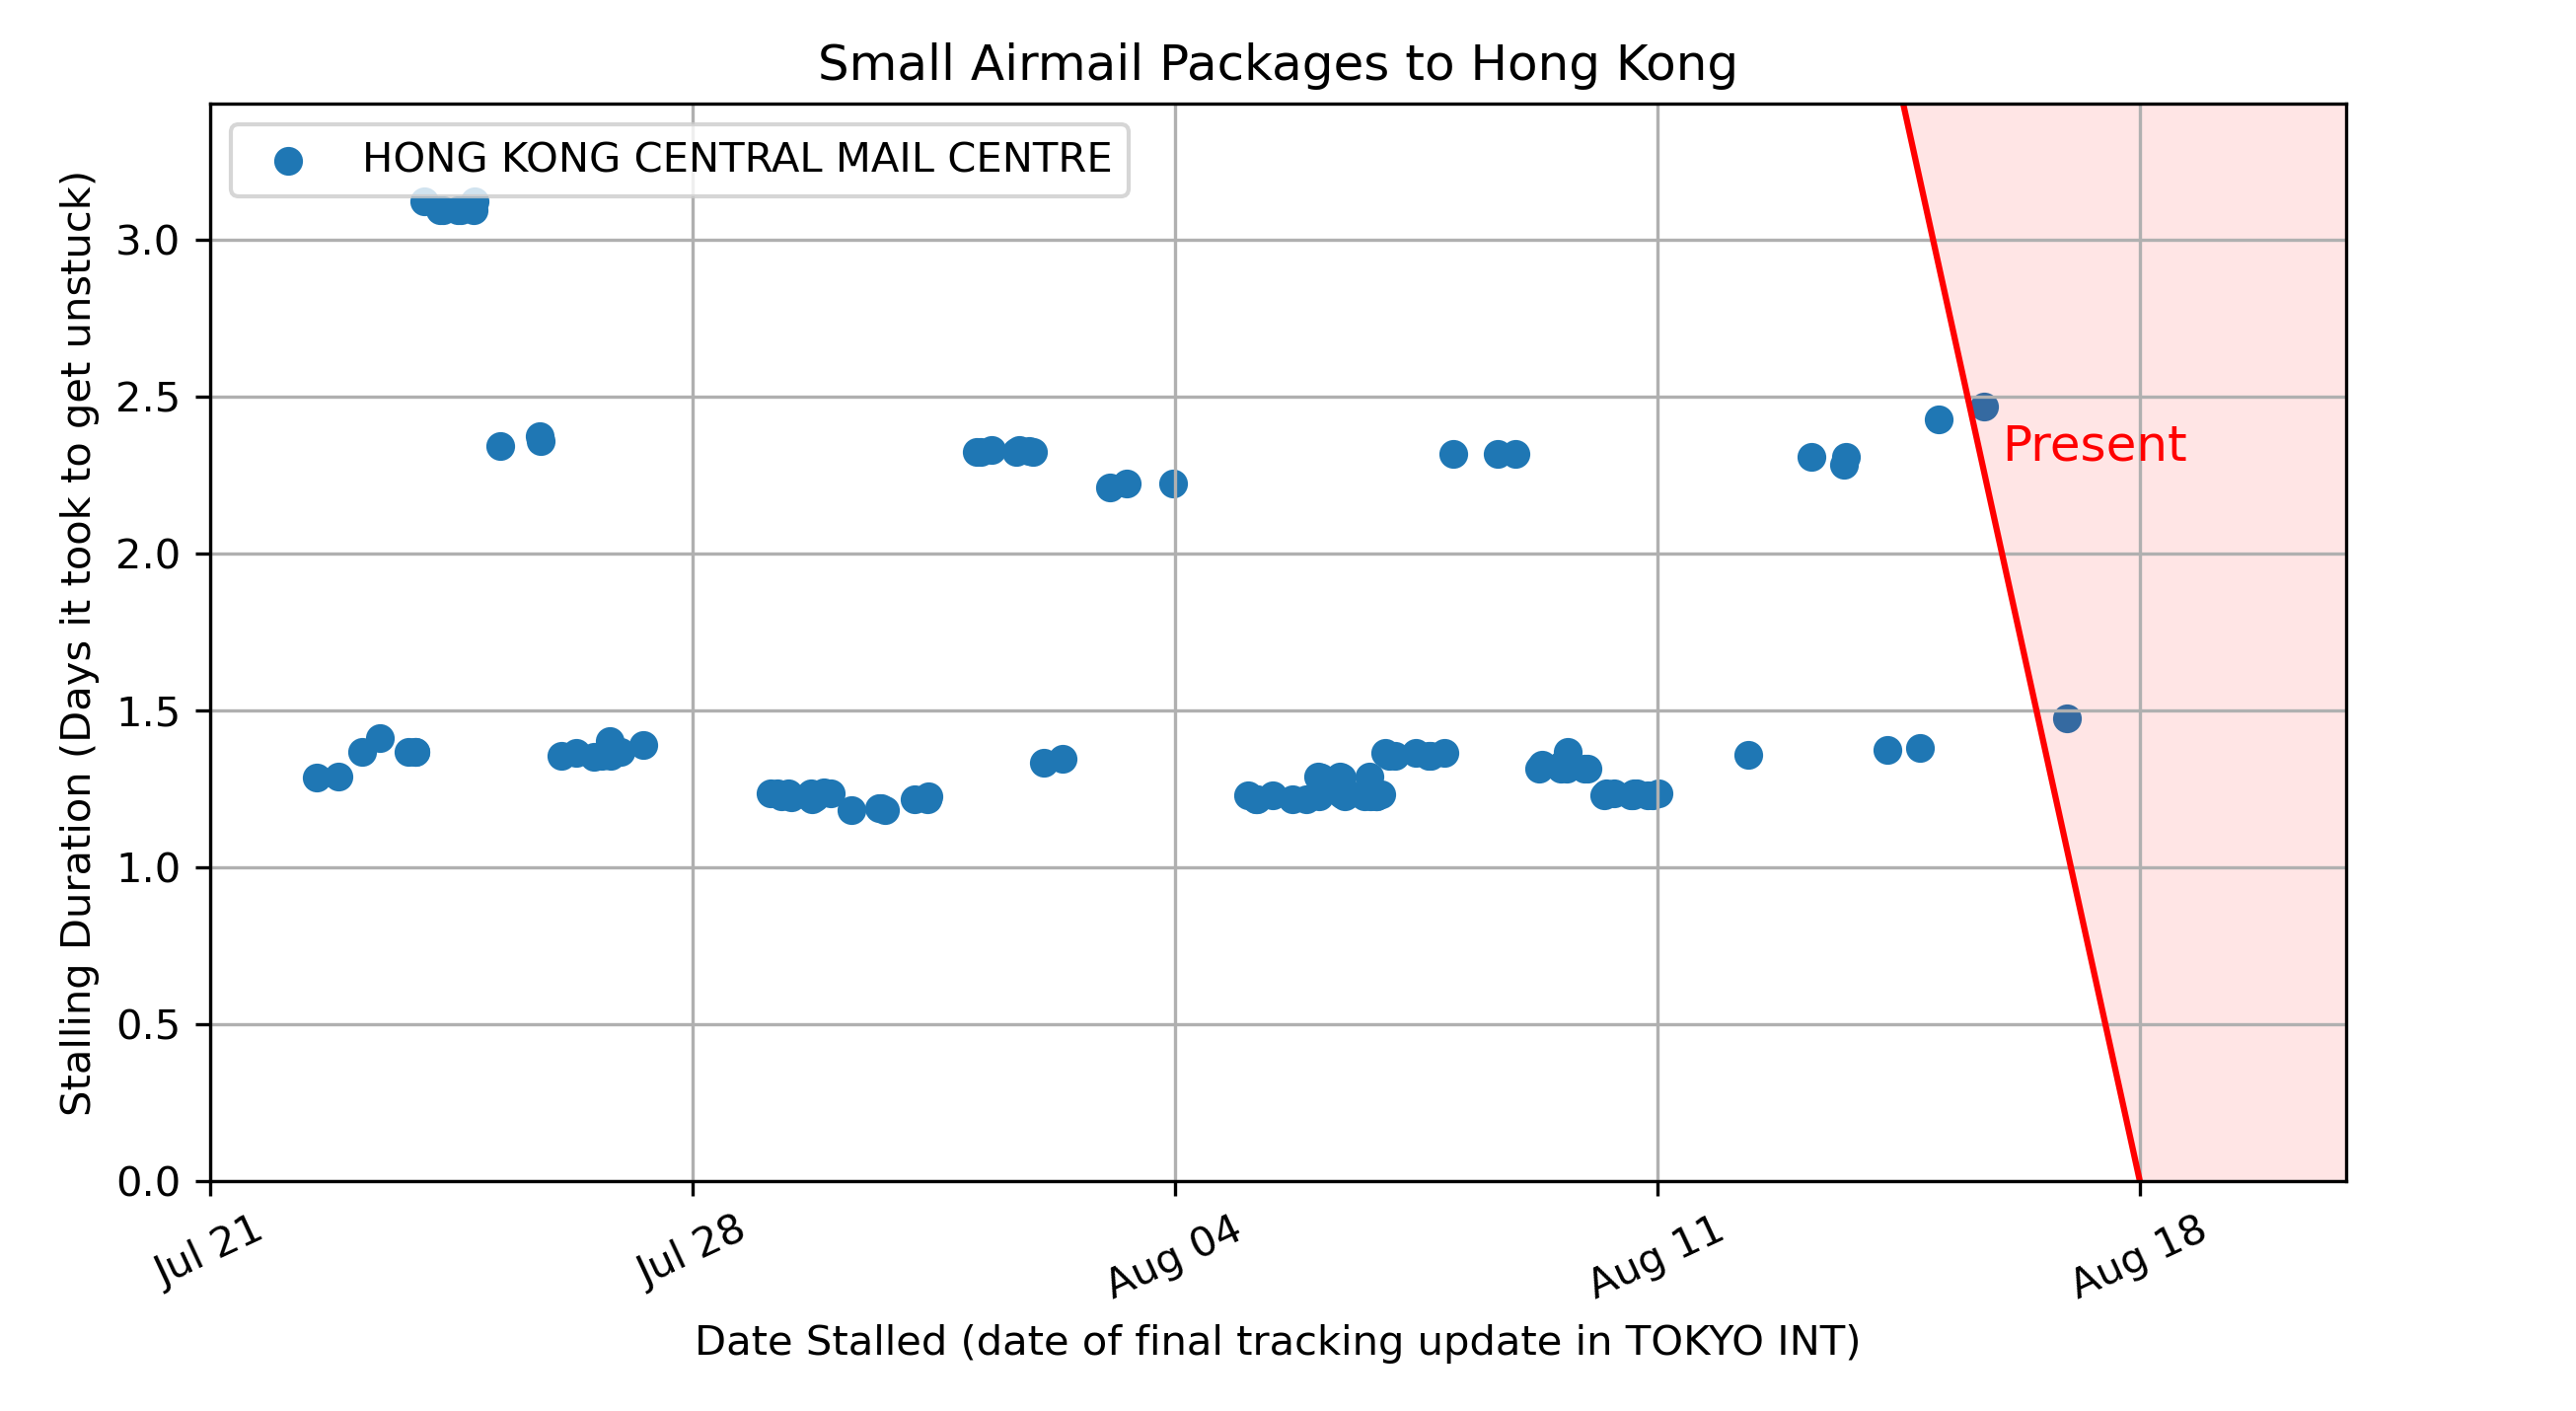 Small Airmail Packages to Hong Kong
HONG KONG CENTRAL MAIL CENTRE
Stalling Duration (Days it took to get unstuck)
3.0
2.5
2.0
1.5
1.0
0.5
0.0
Present
Jul 21
Jul 28
Aug 04
Aug 11
Aug 18
Date Stalled (date of final tracking update in TOKYO INT)